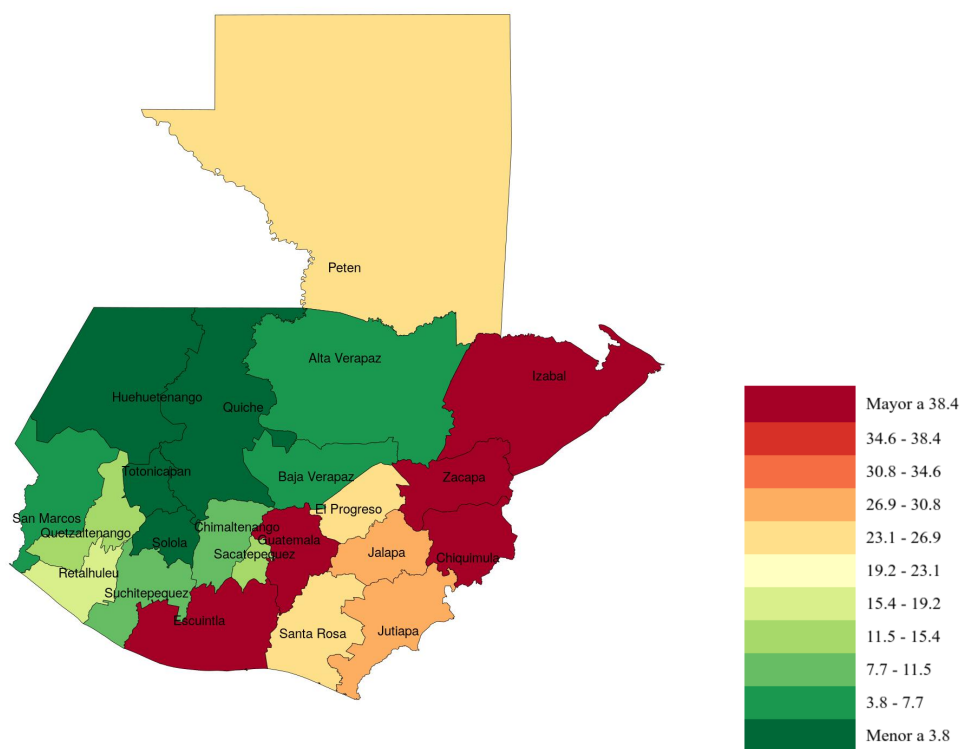 Peten
Alta Verapaz
Izabal
Huehuetenango
Quiche
Totonicapan
Baja Verapaz
Zacapa
San Marcos
Quetzaltenango
Chimaltenango
El Progreso
Solola
Guatemala
Sacatepequez
Jalapa
Chiquimula
Retalhuleu
Suchitepequez
Escuintla
Santa Rosa
Jutiapa
Mayor a 38.4
34.6 - 38.4
30.8 - 34.6
26.9 - 30.8
23.1 - 26.9
19.2 - 23.1
15.4 - 19.2
11.5 - 15.4
7.7 - 11.5
3.8 - 7.7
Menor a 3.8